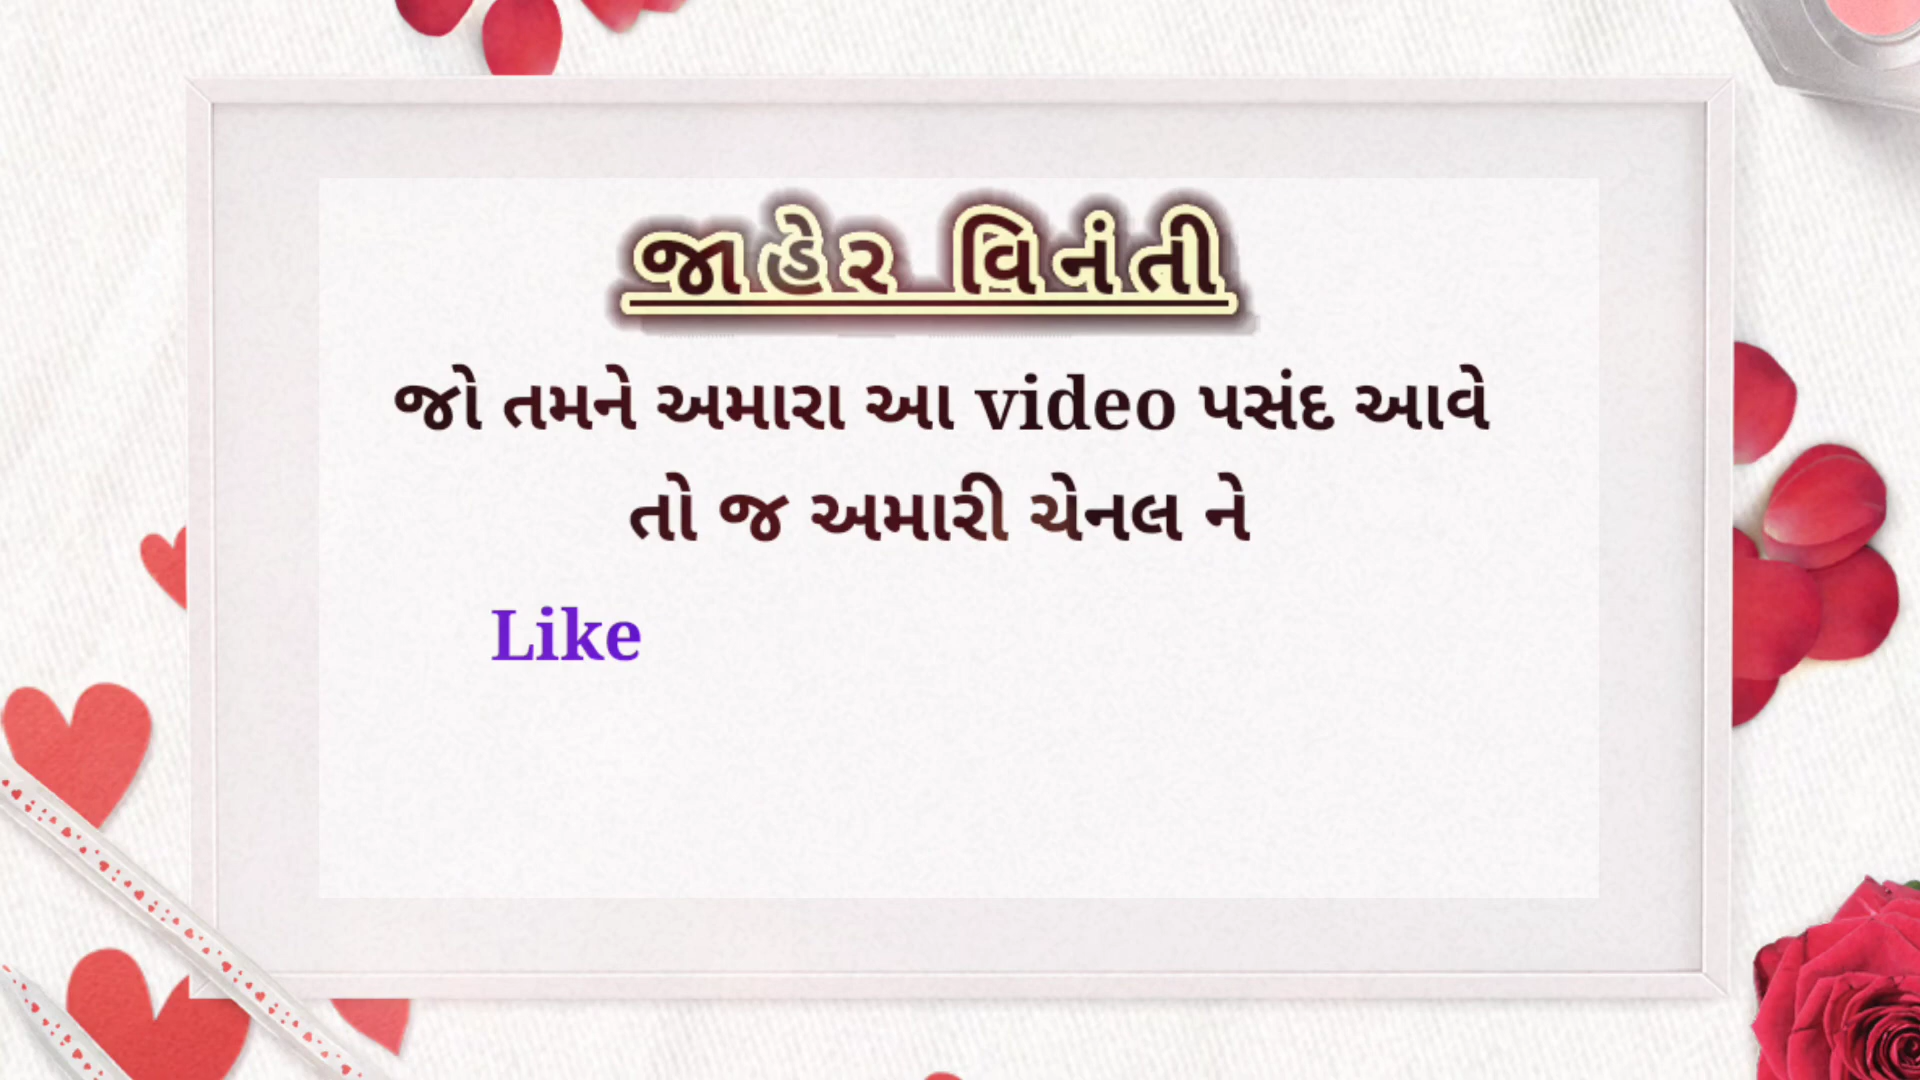 જાહેર વિનંતી
જો તમને અમારા આ video પસંદ આવે
તો જ અમારી ચેનલ ને
Like